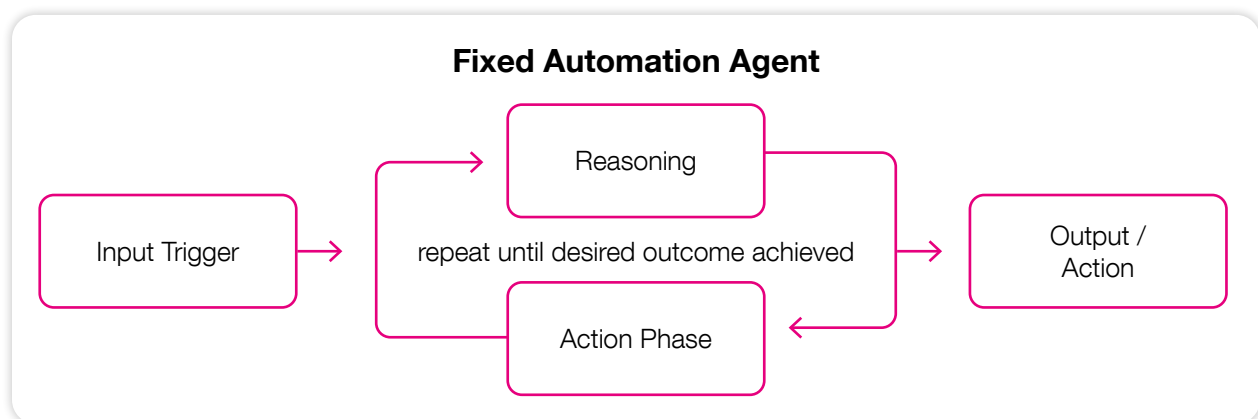 Fixed Automation Agent
Reasoning
Input Trigger
repeat until desired outcome achieved
Output /
Action
Action Phase